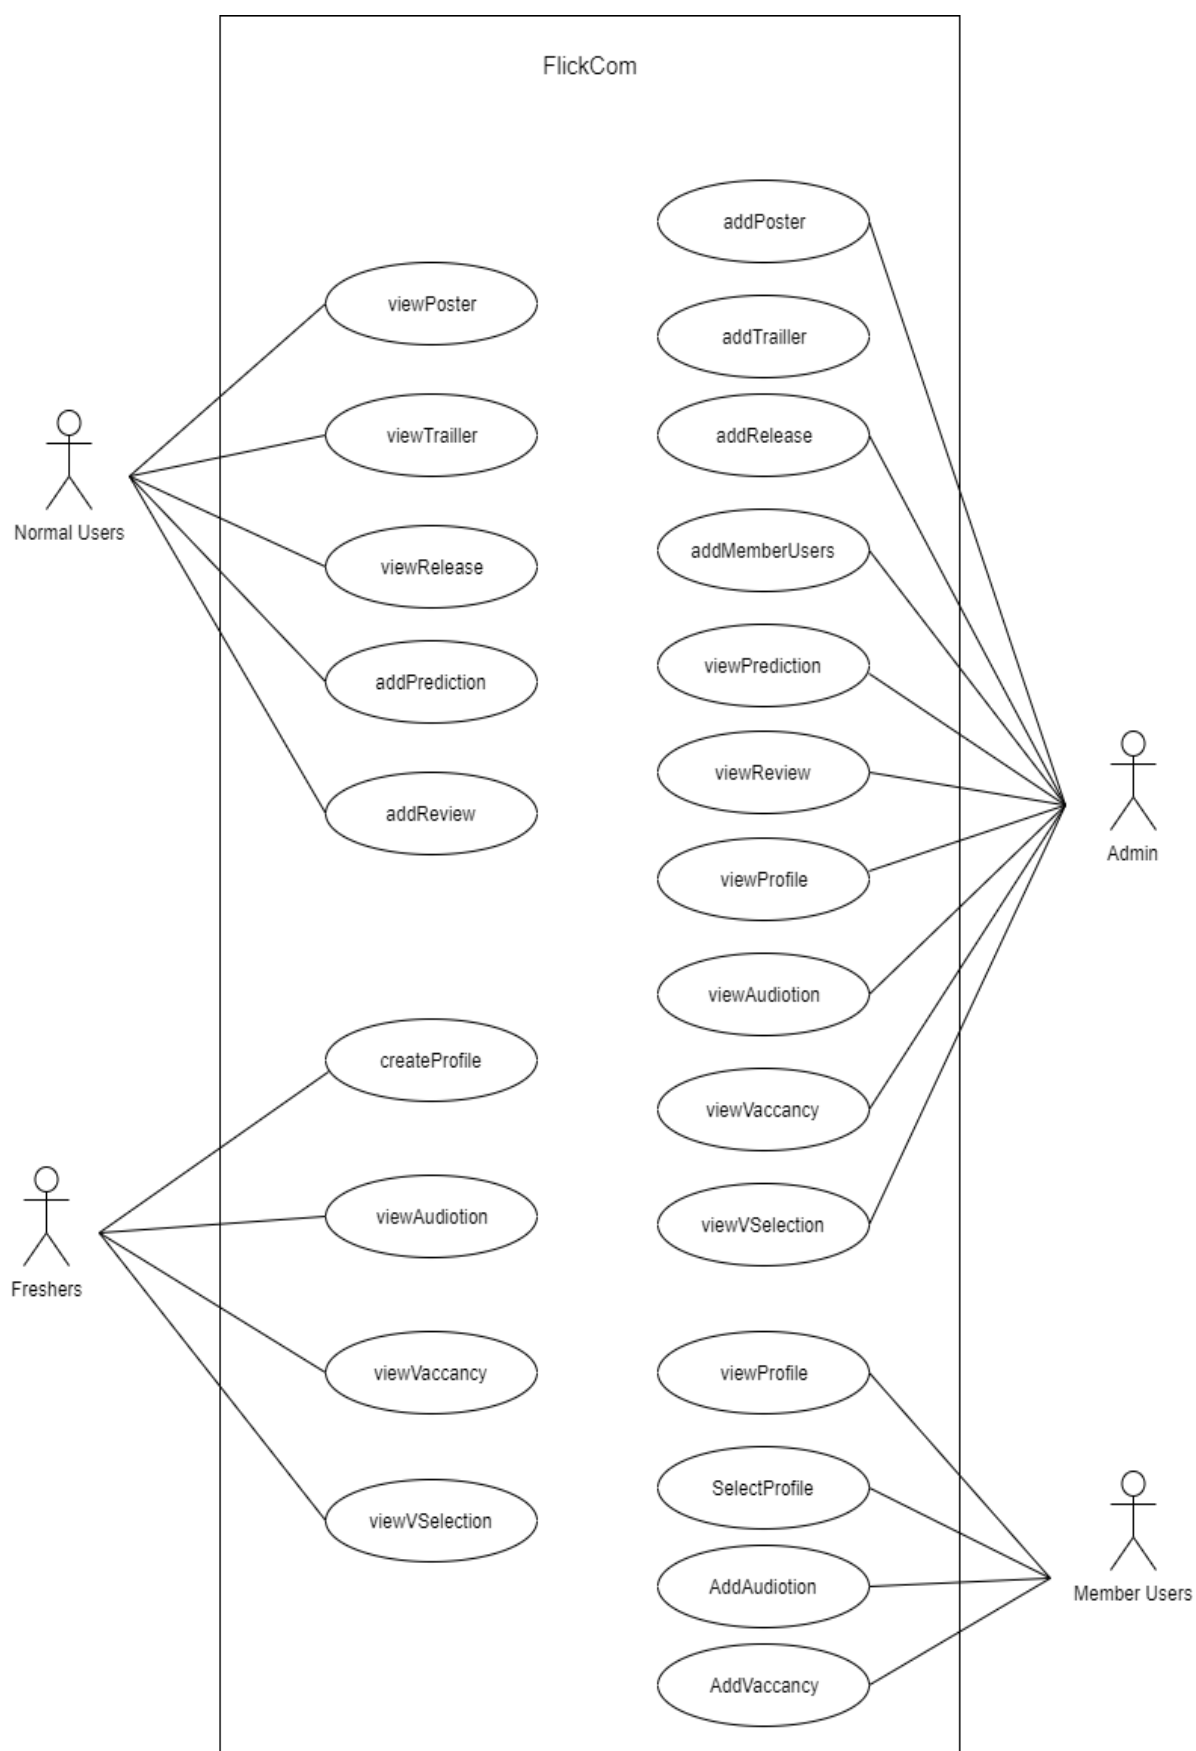 FlickCom
addPoster
viewPoster
addTrailler
viewTrailler
addRelease
Normal Users
addMemberUsers
viewRelease
viewPrediction
addPrediction
viewReview
addReview
Admin
viewProfile
viewAudiotion
createProfile
viewVaccancy
viewAudiotion
viewVSelection
Freshers
viewVaccancy
viewProfile
SelectProfile
viewVSelection
AddAudiotion
Member Users
AddVaccancy